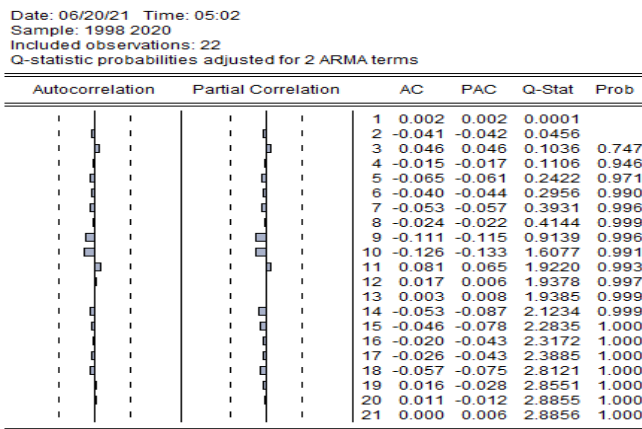 Date: 06/20/21 Time: 05:02
Sample: 1998 2020
Included observations: 22
Q-statistic probabilities adjusted for 2 ARMA terms
Autocorrelation Partial Correlation AC PAC Q-Stat Prob
1 0.002 0.002 0.0001
2 -0.041 -0.042 0.0456
3 0.046 0.046 0.1036 0.747
4 -0.015 -0.017 0.1106 0.946
5 -0.065 -0.061 0.2422 0.971
6 -0.040 -0.044 0.2956 0.990
7 -0.053 -0.057 0.3931 0.996
8 -0.024 -0.022 0.4144 0.999
9 -0.111 -0.115 0.9139 0.996
10 -0.126 -0.133 1.6077 0.991
11 0.081 0.065 1.9220 0.993
12 0.017 0.006 1.9378 0.997
13 0.003 0.008 1.9385 0.999
14 -0.053 -0.087 2.1234 0.999
15 -0.046 -0.078 2.2835 1.000
16 -0.020 -0.043 2.3172 1.000
17 -0.026 -0.043 2.3885 1.000
18 -0.057 -0.075 2.8121 1.000
19 0.016 -0.028 2.8551 1.000
20 0.011 -0.012 2.8855 1.000
21 0.000 0.006 2.8856 1.000